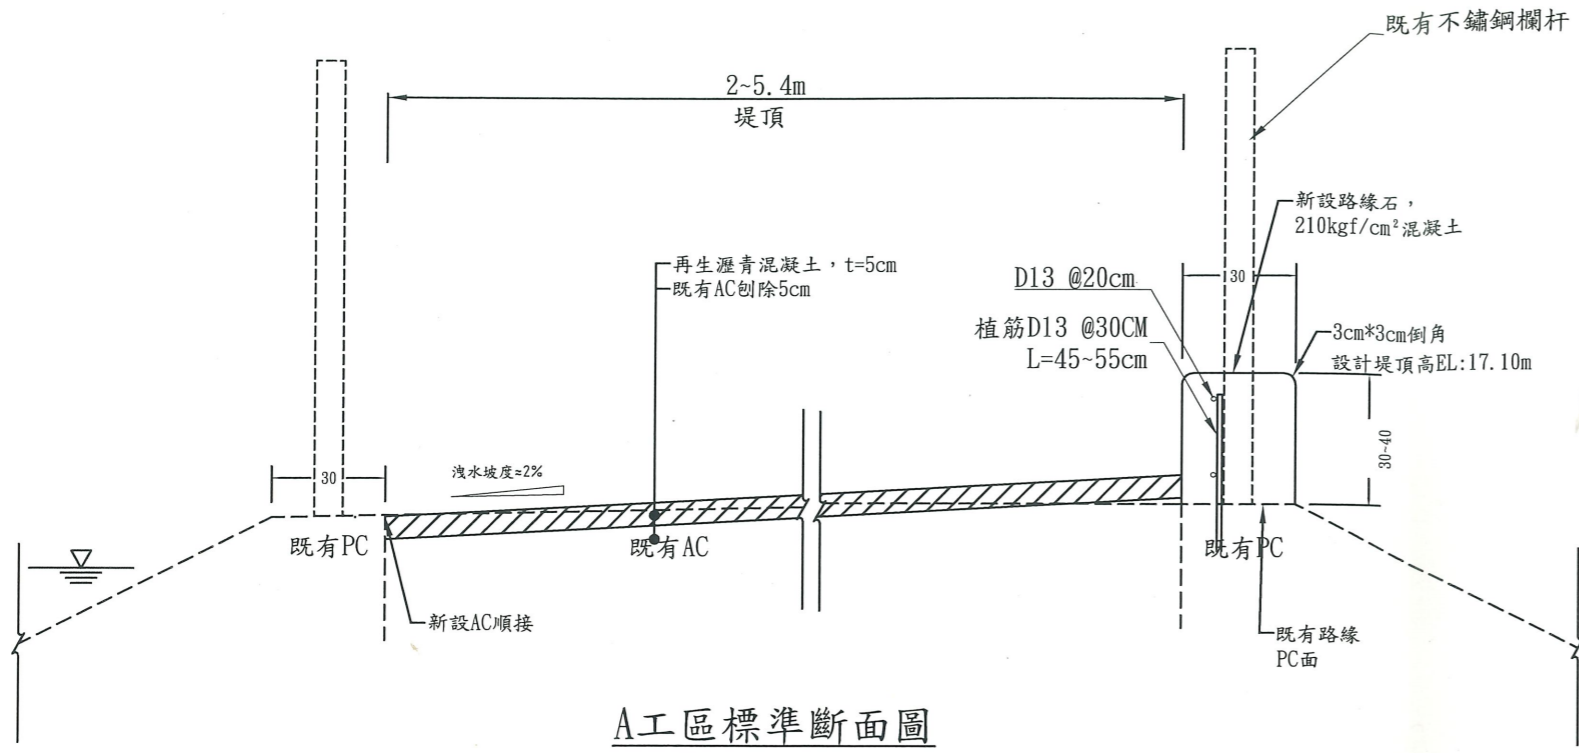 既有不鏽鋼欄杆
2~5.4m
堤頂
新設路緣石，
210kgf/cm²混凝土
再生瀝青混凝土，t=5cm
既有AC刨除5cm
D13 @20cm
30
植筋D13 @30CM
L=45~55cm
3cm*3cm倒角
設計堤頂高EL:17.10m
30~40
30
洩水坡度≈2%
既有PC
既有AC
既有PC
新設AC順接
既有路緣
PC面
A工區標準斷面圖